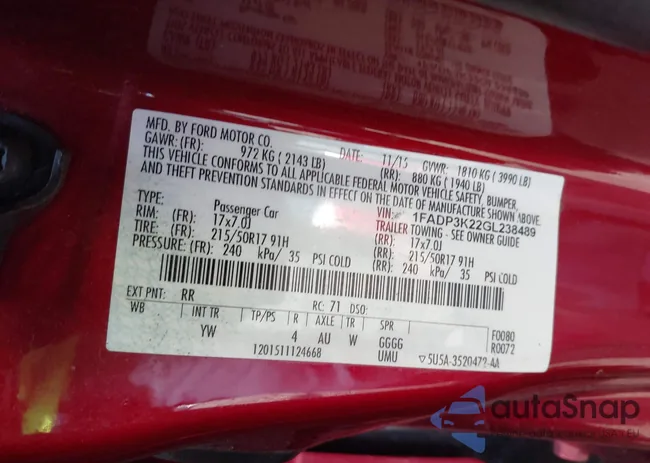 MFD. BY FORD MOTOR CO.
DATE: 11/15 GVWR: 1810 KG ( 3990 LB)
GAWR: (FR): 972 KG ( 2143 LB) (RR): 880 KG ( 1940 LB)
THIS VEHICLE CONFORMS TO ALL APPLICABLE FEDERAL MOTOR VEHICLE SAFETY, BUMPER,
AND THEFT PREVENTION STANDARDS IN EFFECT ON THE DATE OF MANUFACTURE SHOWN ABOVE.
VIN: 1FADP3K22GL238489
TYPE: Passenger Car TRAILER TOWING - SEE OWNER GUIDE
RIM: (FR) 17x7.0J (RR) 17x7.0J
TIRE: (FR) 215/50R17 91H (RR) 215/50R17 91H
PRESSURE: (FR) 240 kPa/ 35 PSI COLD (RR) 240 kPa/ 35 PSI COLD
EXT PNT: RR RC: 71 DSO:
WB INT TR TP/PS R AXLE TR SPR F0080
YW 4 AU W GGGG R0072
1201511124668 UMU ▽5U5A-3520472-AA
autoSnap